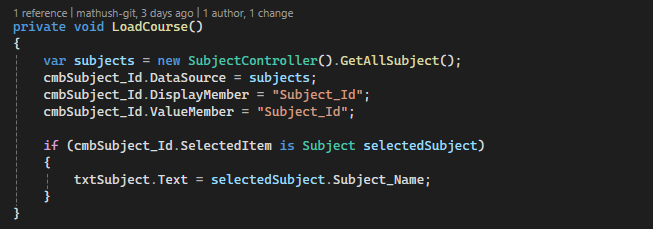 1 reference | mathush-git, 3 days ago | 1 author, 1 change
private void LoadCourse()
{
    var subjects = new SubjectController().GetAllSubject();
    cmbSubject_Id.DataSource = subjects;
    cmbSubject_Id.DisplayMember = "Subject_Id";
    cmbSubject_Id.ValueMember = "Subject_Id";

    if (cmbSubject_Id.SelectedItem is Subject selectedSubject)
    {
        txtSubject.Text = selectedSubject.Subject_Name;
    }
}